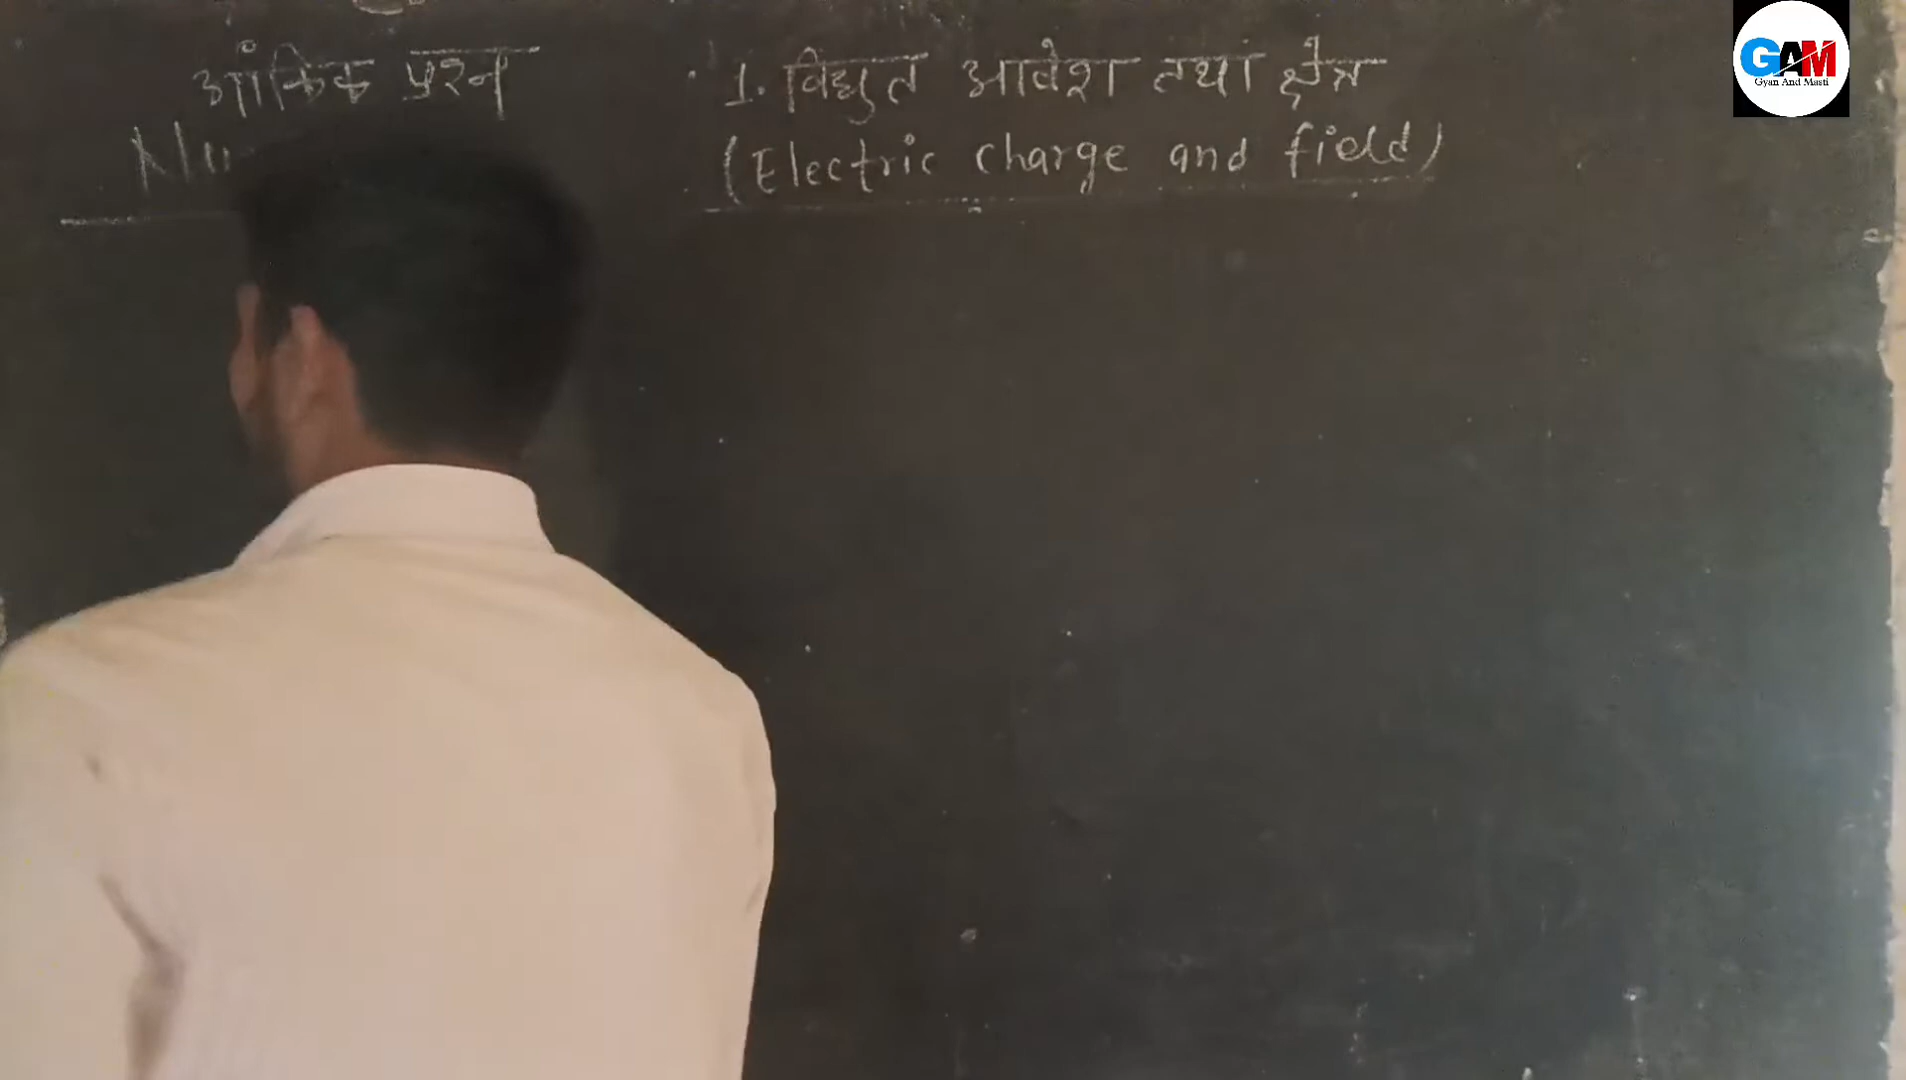 आंकिक प्रश्न
1. विद्युत आवेश तथा क्षेत्र
(Electric charge and field)
GAM
Gyan And Masti